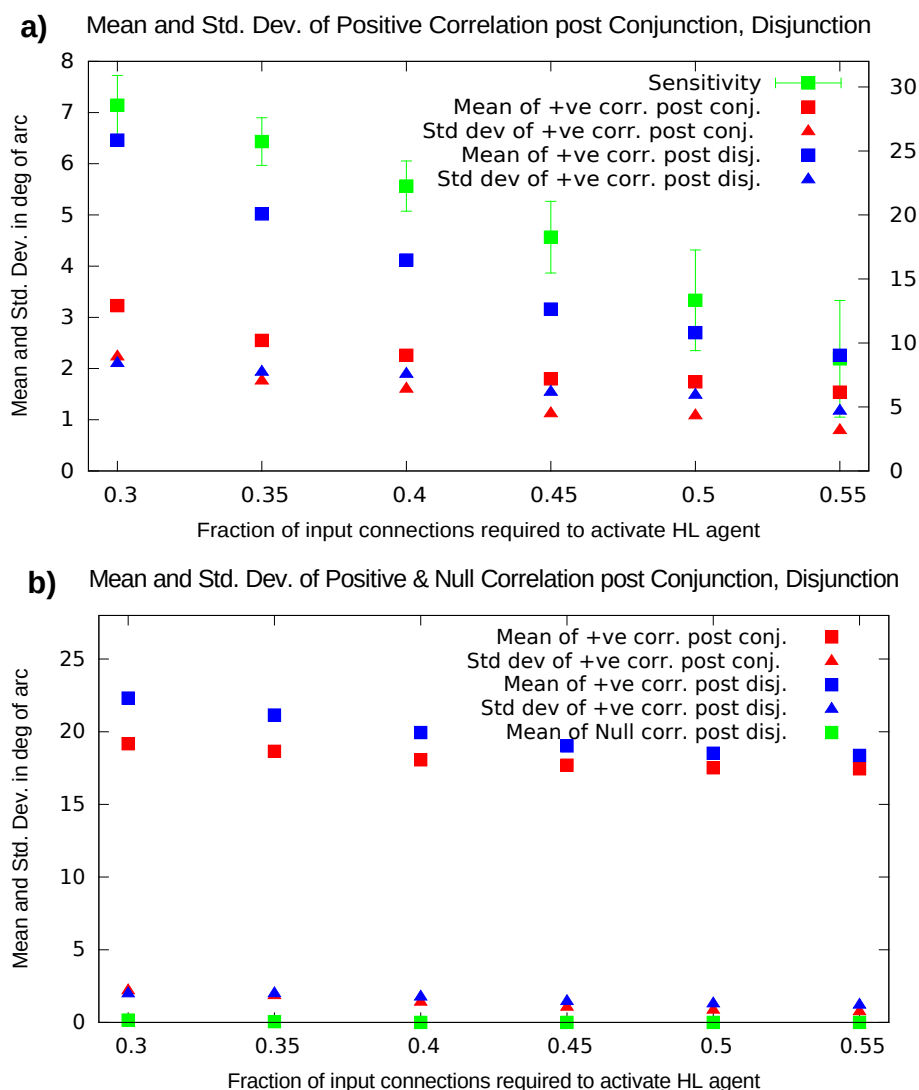 a) Mean and Std. Dev. of Positive Correlation post Conjunction, Disjunction
8
7
6
5
4
3
2
1
0
Mean and Std. Dev. in deg of arc
Sensitivity
Mean of +ve corr. post conj.
Std dev of +ve corr. post conj.
Mean of +ve corr. post disj.
Std dev of +ve corr. post disj.
30
25
20
15
10
5
0
0.3 0.35 0.4 0.45 0.5 0.55
Fraction of input connections required to activate HL agent
b) Mean and Std. Dev. of Positive & Null Correlation post Conjunction, Disjunction
25
20
15
10
5
0
Mean and Std. Dev. in deg of arc
Mean of +ve corr. post conj.
Std dev of +ve corr. post conj.
Mean of +ve corr. post disj.
Std dev of +ve corr. post disj.
Mean of Null corr. post disj.
0.3 0.35 0.4 0.45 0.5 0.55
Fraction of input connections required to activate HL agent